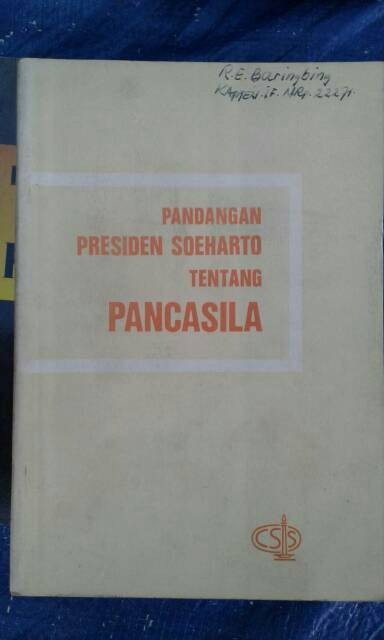 R.E. Baringbing
PANDANGAN
PRESIDEN SOEHARTO
TENTANG
PANCASILA
CSIS